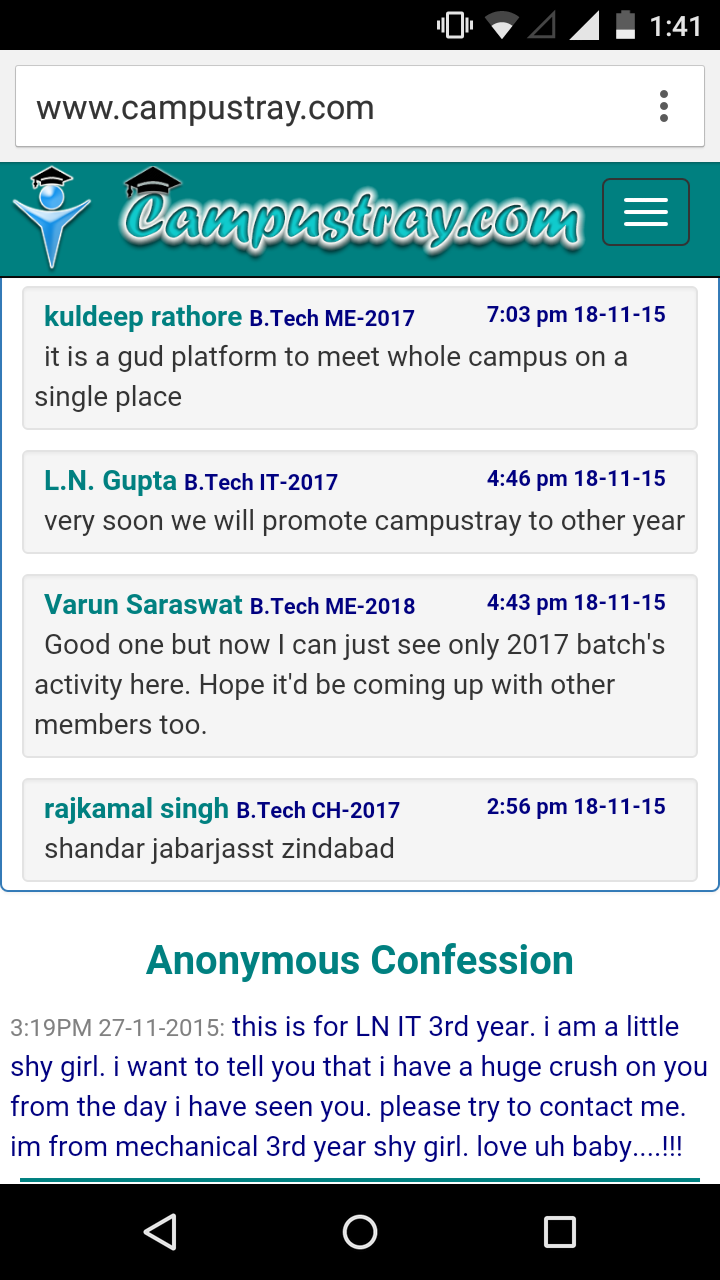 1:41
www.campustray.com
Campustray.com
kuldeep rathore B.Tech ME-2017 7:03 pm 18-11-15
it is a gud platform to meet whole campus on a
single place
L.N. Gupta B.Tech IT-2017 4:46 pm 18-11-15
very soon we will promote campustray to other year
Varun Saraswat B.Tech ME-2018 4:43 pm 18-11-15
Good one but now I can just see only 2017 batch's
activity here. Hope it'd be coming up with other
members too.
rajkamal singh B.Tech CH-2017 2:56 pm 18-11-15
shandar jabarjasst zindabad
Anonymous Confession
3:19PM 27-11-2015: this is for LN IT 3rd year. i am a little
shy girl. i want to tell you that i have a huge crush on you
from the day i have seen you. please try to contact me.
im from mechanical 3rd year shy girl. love uh baby....!!!